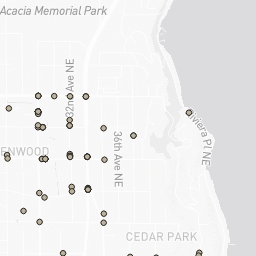 Acacia Memorial Park
32nd Ave NE
36th Ave NE
Riviera Pl NE
ENWOOD
CEDAR PARK